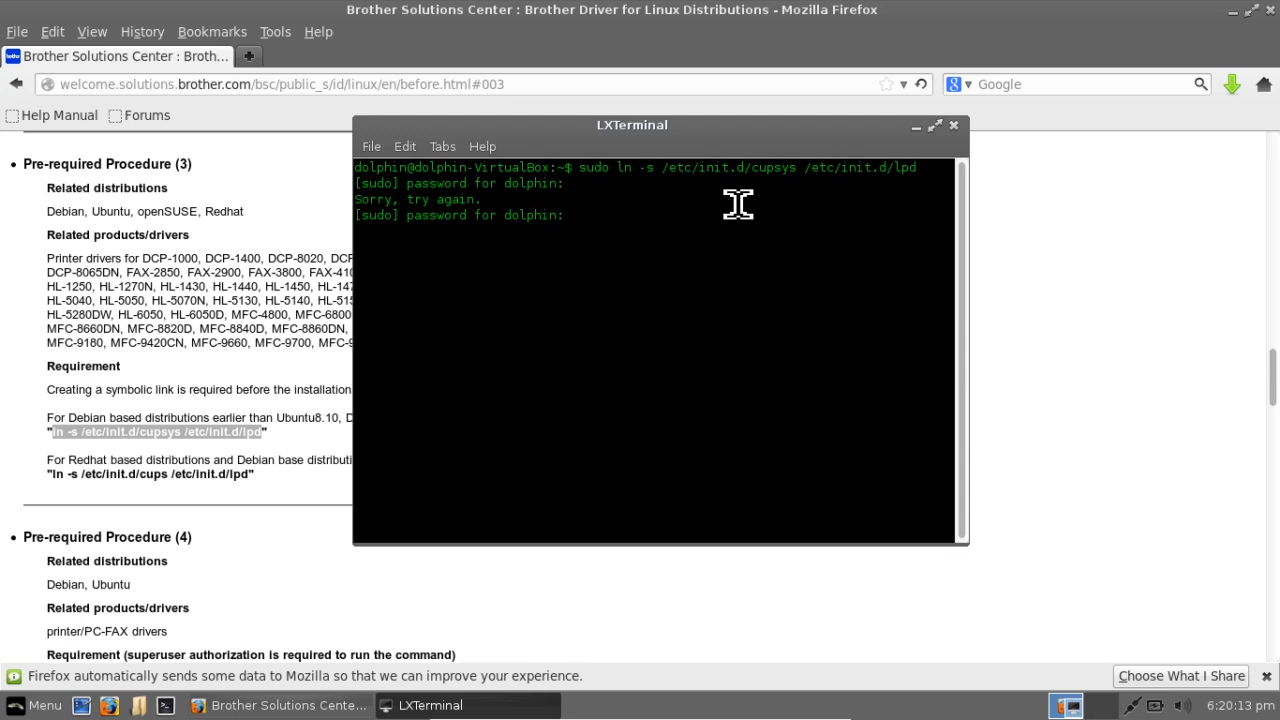 Brother Solutions Center : Brother Driver for Linux Distributions - Mozilla Firefox
File Edit View History Bookmarks Tools Help
Brother Solutions Center : Broth...
welcome.solutions.brother.com/bsc/public_s/id/linux/en/before.html#003
Google
Help Manual Forums
• Pre-required Procedure (3)
Related distributions
Debian, Ubuntu, openSUSE, Redhat
Related products/drivers
Printer drivers for DCP-1000, DCP-1400, DCP-8020,
DCP-8065DN, FAX-2850, FAX-2900, FAX-3800,
HL-1250, HL-1270N, HL-1430, HL-1440, HL-1450,
HL-5040, HL-5050, HL-5070N, HL-5130, HL-5140,
HL-5280DW, HL-6050, HL-6050D, MFC-4800, MFC-6800
MFC-8660DN, MFC-8820D, MFC-8840D, MFC-8860DN,
MFC-9180, MFC-9420CN, MFC-9660, MFC-9700,
Requirement
Creating a symbolic link is required before the installation
For Debian based distributions earlier than Ubuntu8.10,
"ln -s /etc/init.d/cupsys /etc/init.d/lpd"
For Redhat based distributions and Debian base
"ln -s /etc/init.d/cups /etc/init.d/lpd"
• Pre-required Procedure (4)
Related distributions
Debian, Ubuntu
Related products/drivers
printer/PC-FAX drivers
Requirement (superuser authorization is required to run the command)
LXTerminal
File Edit Tabs Help
dolphin@dolphin-VirtualBox:~$ sudo ln -s /etc/init.d/cupsys /etc/init.d/lpd
[sudo] password for dolphin:
Sorry, try again.
[sudo] password for dolphin:
Firefox automatically sends some data to Mozilla so that we can improve your experience.
Choose What I Share
Menu
Brother Solutions Cente...
LXTerminal
6:20:13 pm